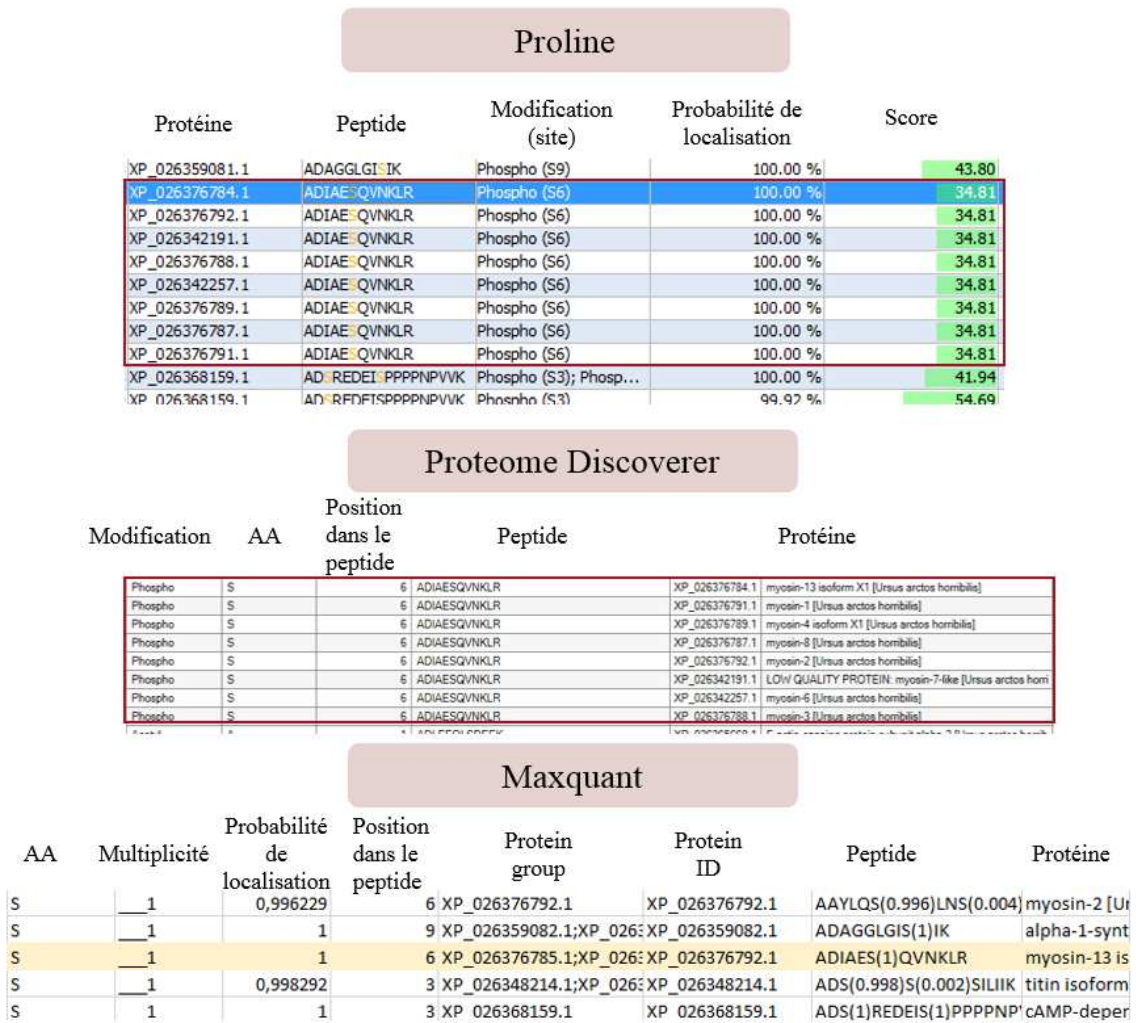 Proline
Protéine Peptide Modification (site) Probabilité de localisation Score
XP_026359081.1 ADAGGLGISIK Phospho (S9) 100.00 % 43.80
XP_026376784.1 ADIAESQVNKLR Phospho (S6) 100.00 % 34.81
XP_026376792.1 ADIAESQVNKLR Phospho (S6) 100.00 % 34.81
XP_026342191.1 ADIAESQVNKLR Phospho (S6) 100.00 % 34.81
XP_026376788.1 ADIAESQVNKLR Phospho (S6) 100.00 % 34.81
XP_026342257.1 ADIAESQVNKLR Phospho (S6) 100.00 % 34.81
XP_026376789.1 ADIAESQVNKLR Phospho (S6) 100.00 % 34.81
XP_026376787.1 ADIAESQVNKLR Phospho (S6) 100.00 % 34.81
XP_026376791.1 ADIAESQVNKLR Phospho (S6) 100.00 % 34.81
XP_026368159.1 ADSREDEISPPPPNPVVK Phospho (S3); Phosp... 100.00 % 41.94
XP_026368159.1 ADSREDEISPPPPNPVVK Phospho (S3) 99.92 % 54.69
Proteome Discoverer
Modification AA Position dans le peptide Peptide Protéine
Phospho S 6 ADIAESQVNKLR XP_026376784.1 myosin-13 isoform X1 [Ursus arctos horribilis]
Phospho S 6 ADIAESQVNKLR XP_026376791.1 myosin-1 [Ursus arctos horribilis]
Phospho S 6 ADIAESQVNKLR XP_026376789.1 myosin-4 isoform X1 [Ursus arctos horribilis]
Phospho S 6 ADIAESQVNKLR XP_026376787.1 myosin-8 [Ursus arctos horribilis]
Phospho S 6 ADIAESQVNKLR XP_026376792.1 myosin-2 [Ursus arctos horribilis]
Phospho S 6 ADIAESQVNKLR XP_026342191.1 LOW QUALITY PROTEIN: myosin-7-like [Ursus arctos horri
Phospho S 6 ADIAESQVNKLR XP_026342257.1 myosin-6 [Ursus arctos horribilis]
Phospho S 6 ADIAESQVNKLR XP_026376788.1 myosin-3 [Ursus arctos horribilis]
Maxquant
AA Multiplicité Probabilité de localisation Position dans le peptide Protein group Protein ID Peptide Protéine
S ___1 0,996229 6 XP_026376792.1 XP_026376792.1 AAYLQS(0.996)LNS(0.004) myosin-2 [Ur
S ___1 1 9 XP_026359082.1;XP_026 XP_026359082.1 ADAGGLGIS(1)IK alpha-1-synt
S ___1 1 6 XP_026376785.1;XP_026 XP_026376792.1 ADIAES(1)QVNKLR myosin-13 is
S ___1 0,998292 3 XP_026348214.1;XP_026 XP_026348214.1 ADS(0.998)S(0.002)SILIIK titin isoform
S ___1 1 3 XP_026368159.1 XP_026368159.1 ADS(1)REDEIS(1)PPPPNP cAMP-deper